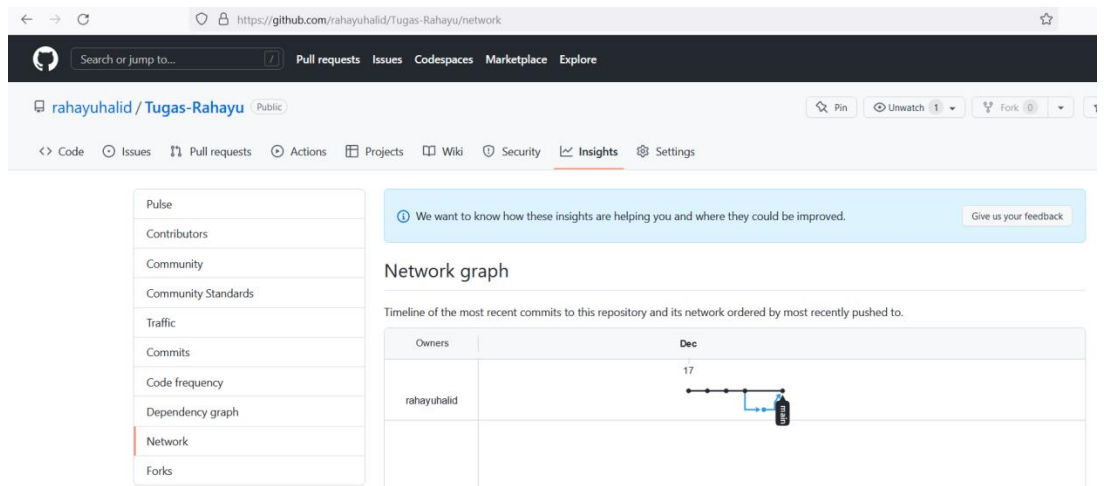 https://github.com/rahayuhalid/Tugas-Rahayu/network
Search or jump to... / Pull requests Issues Codespaces Marketplace Explore
rahayuhalid / Tugas-Rahayu Public Pin Unwatch 1 Fork 0
<> Code Issues Pull requests Actions Projects Wiki Security Insights Settings
Pulse
Contributors
Community
Community Standards
Traffic
Commits
Code frequency
Dependency graph
Network
Forks
We want to know how these insights are helping you and where they could be improved. Give us your feedback
Network graph
Timeline of the most recent commits to this repository and its network ordered by most recently pushed to.
Owners Dec
17
rahayuhalid
main